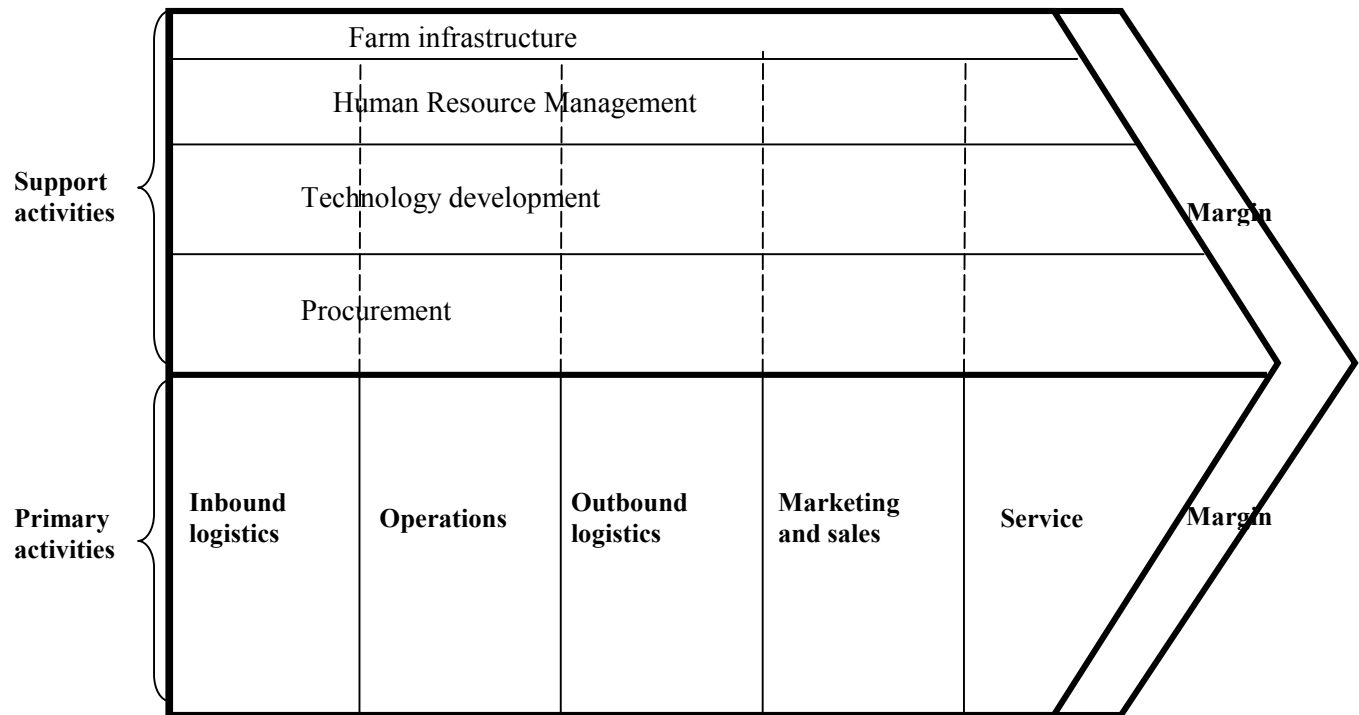 Farm infrastructure
Human Resource Management
Technology development
Procurement
Support
activities
Margin
Primary
activities
Inbound
logistics
Operations
Outbound
logistics
Marketing
and sales
Service
Margin